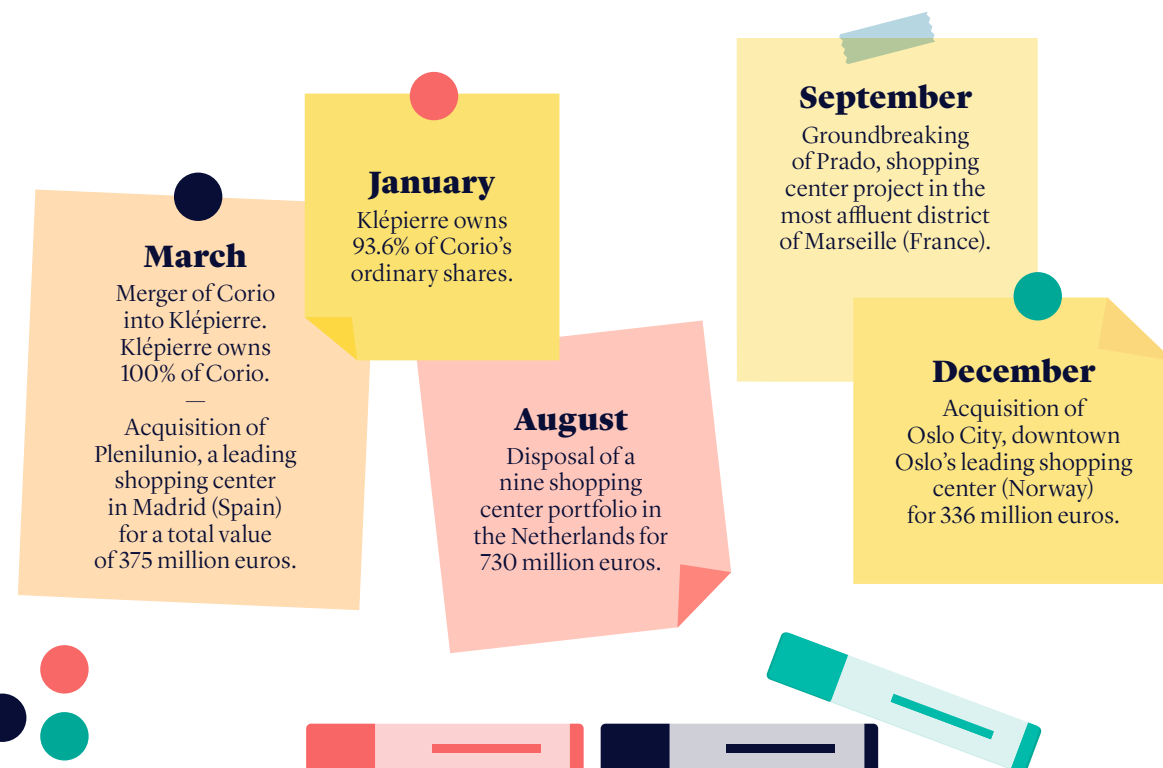 January
Klépierre owns
93.6% of Corio’s
ordinary shares.
March
Merger of Corio
into Klépierre.
Klépierre owns
100% of Corio.
—
Acquisition of
Plenilunio, a leading
shopping center
in Madrid (Spain)
for a total value
of 375 million euros.
August
Disposal of a
nine shopping
center portfolio in
the Netherlands for
730 million euros.
September
Groundbreaking
of Prado, shopping
center project in the
most affluent district
of Marseille (France).
December
Acquisition of
Oslo City, downtown
Oslo’s leading shopping
center (Norway)
for 336 million euros.